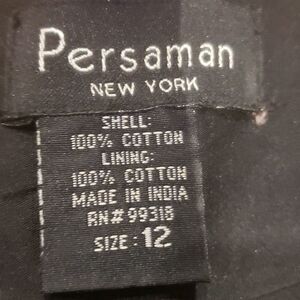 Persaman
NEW YORK
SHELL:
100% COTTON
LINING:
100% COTTON
MADE IN INDIA
RN# 99318
SIZE: 12